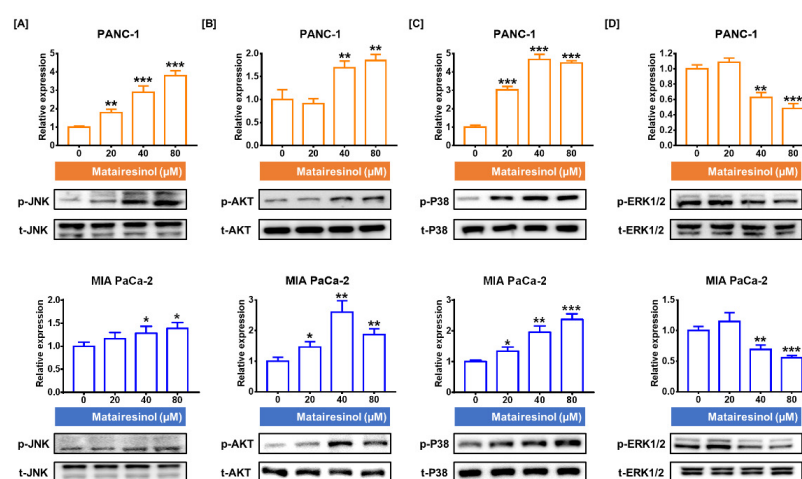 [A] [B] [C] [D]
PANC-1 PANC-1 PANC-1 PANC-1
Relative expression
5
4
3
2
1
0
** *** ***
0 20 40 80
Matairesinol (µM)
p-JNK
t-JNK
Relative expression
2.0
1.5
1.0
0.5
0.0
** **
0 20 40 80
Matairesinol (µM)
p-AKT
t-AKT
Relative expression
6
4
2
0
*** *** ***
0 20 40 80
Matairesinol (µM)
p-P38
t-P38
Relative expression
1.2
1.0
0.8
0.6
0.4
0.2
0.0
** ***
0 20 40 80
Matairesinol (µM)
p-ERK1/2
t-ERK1/2
MIA PaCa-2 MIA PaCa-2 MIA PaCa-2 MIA PaCa-2
Relative expression
2.0
1.5
1.0
0.5
0.0
* *
0 20 40 80
Matairesinol (µM)
p-JNK
t-JNK
Relative expression
3
2
1
0
* ** **
0 20 40 80
Matairesinol (µM)
p-AKT
t-AKT
Relative expression
3
2
1
0
* ** ***
0 20 40 80
Matairesinol (µM)
p-P38
t-P38
Relative expression
1.5
1.0
0.5
0.0
** ***
0 20 40 80
Matairesinol (µM)
p-ERK1/2
t-ERK1/2